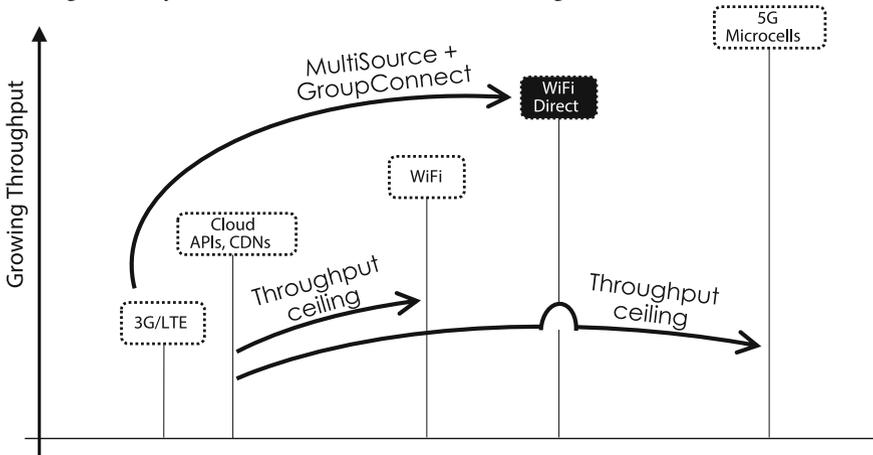 5G
Microcells
MultiSource +
GroupConnect
WiFi
Direct
WiFi
Cloud
APIs, CDNs
Throughput
ceiling
Throughput
ceiling
3G/LTE
Growing Throughput